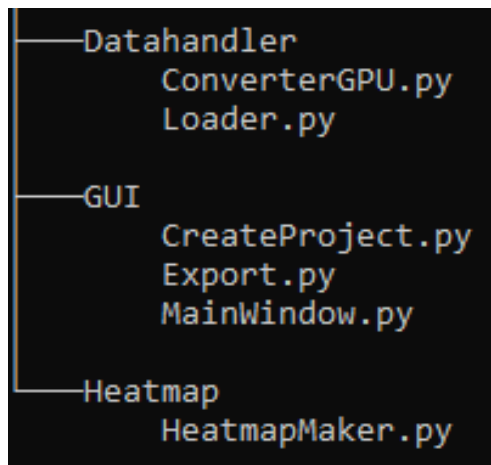 Datahandler
ConverterGPU.py
Loader.py
GUI
CreateProject.py
Export.py
MainWindow.py
Heatmap
HeatmapMaker.py